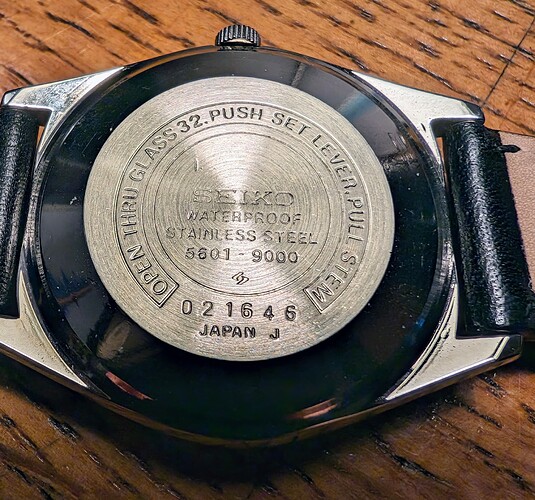 OPEN THRU GLASS 32. PUSH SET LEVER. PULL STEM
SEIKO
WATERPROOF
STAINLESS STEEL
5601-9000
021646
JAPAN J